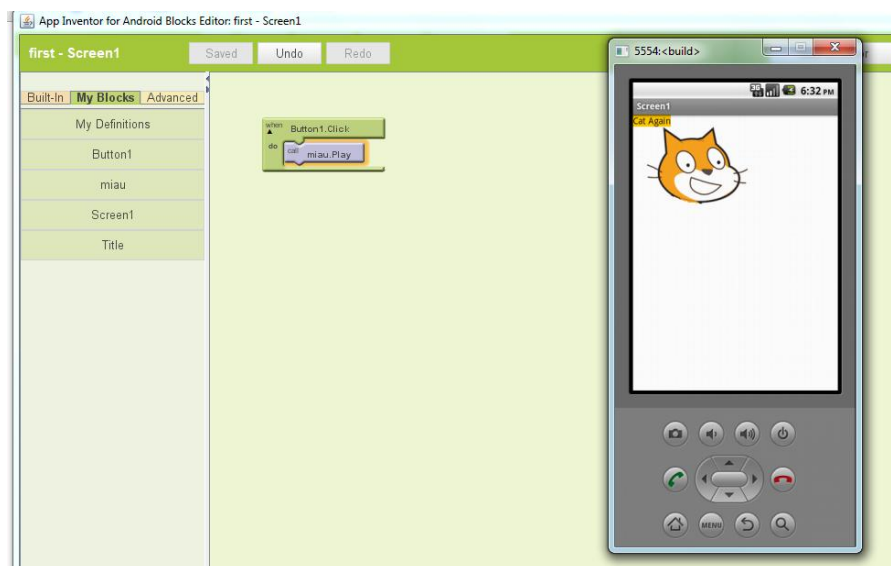 App Inventor for Android Blocks Editor: first - Screen1
first - Screen1
Saved
Undo
Redo
Built-In
My Blocks
Advanced
My Definitions
Button1
miau
Screen1
Title
when Button1.Click
do call miau.Play
5554:<build>
3G 6:32 PM
Screen1
Cat Again
MENU